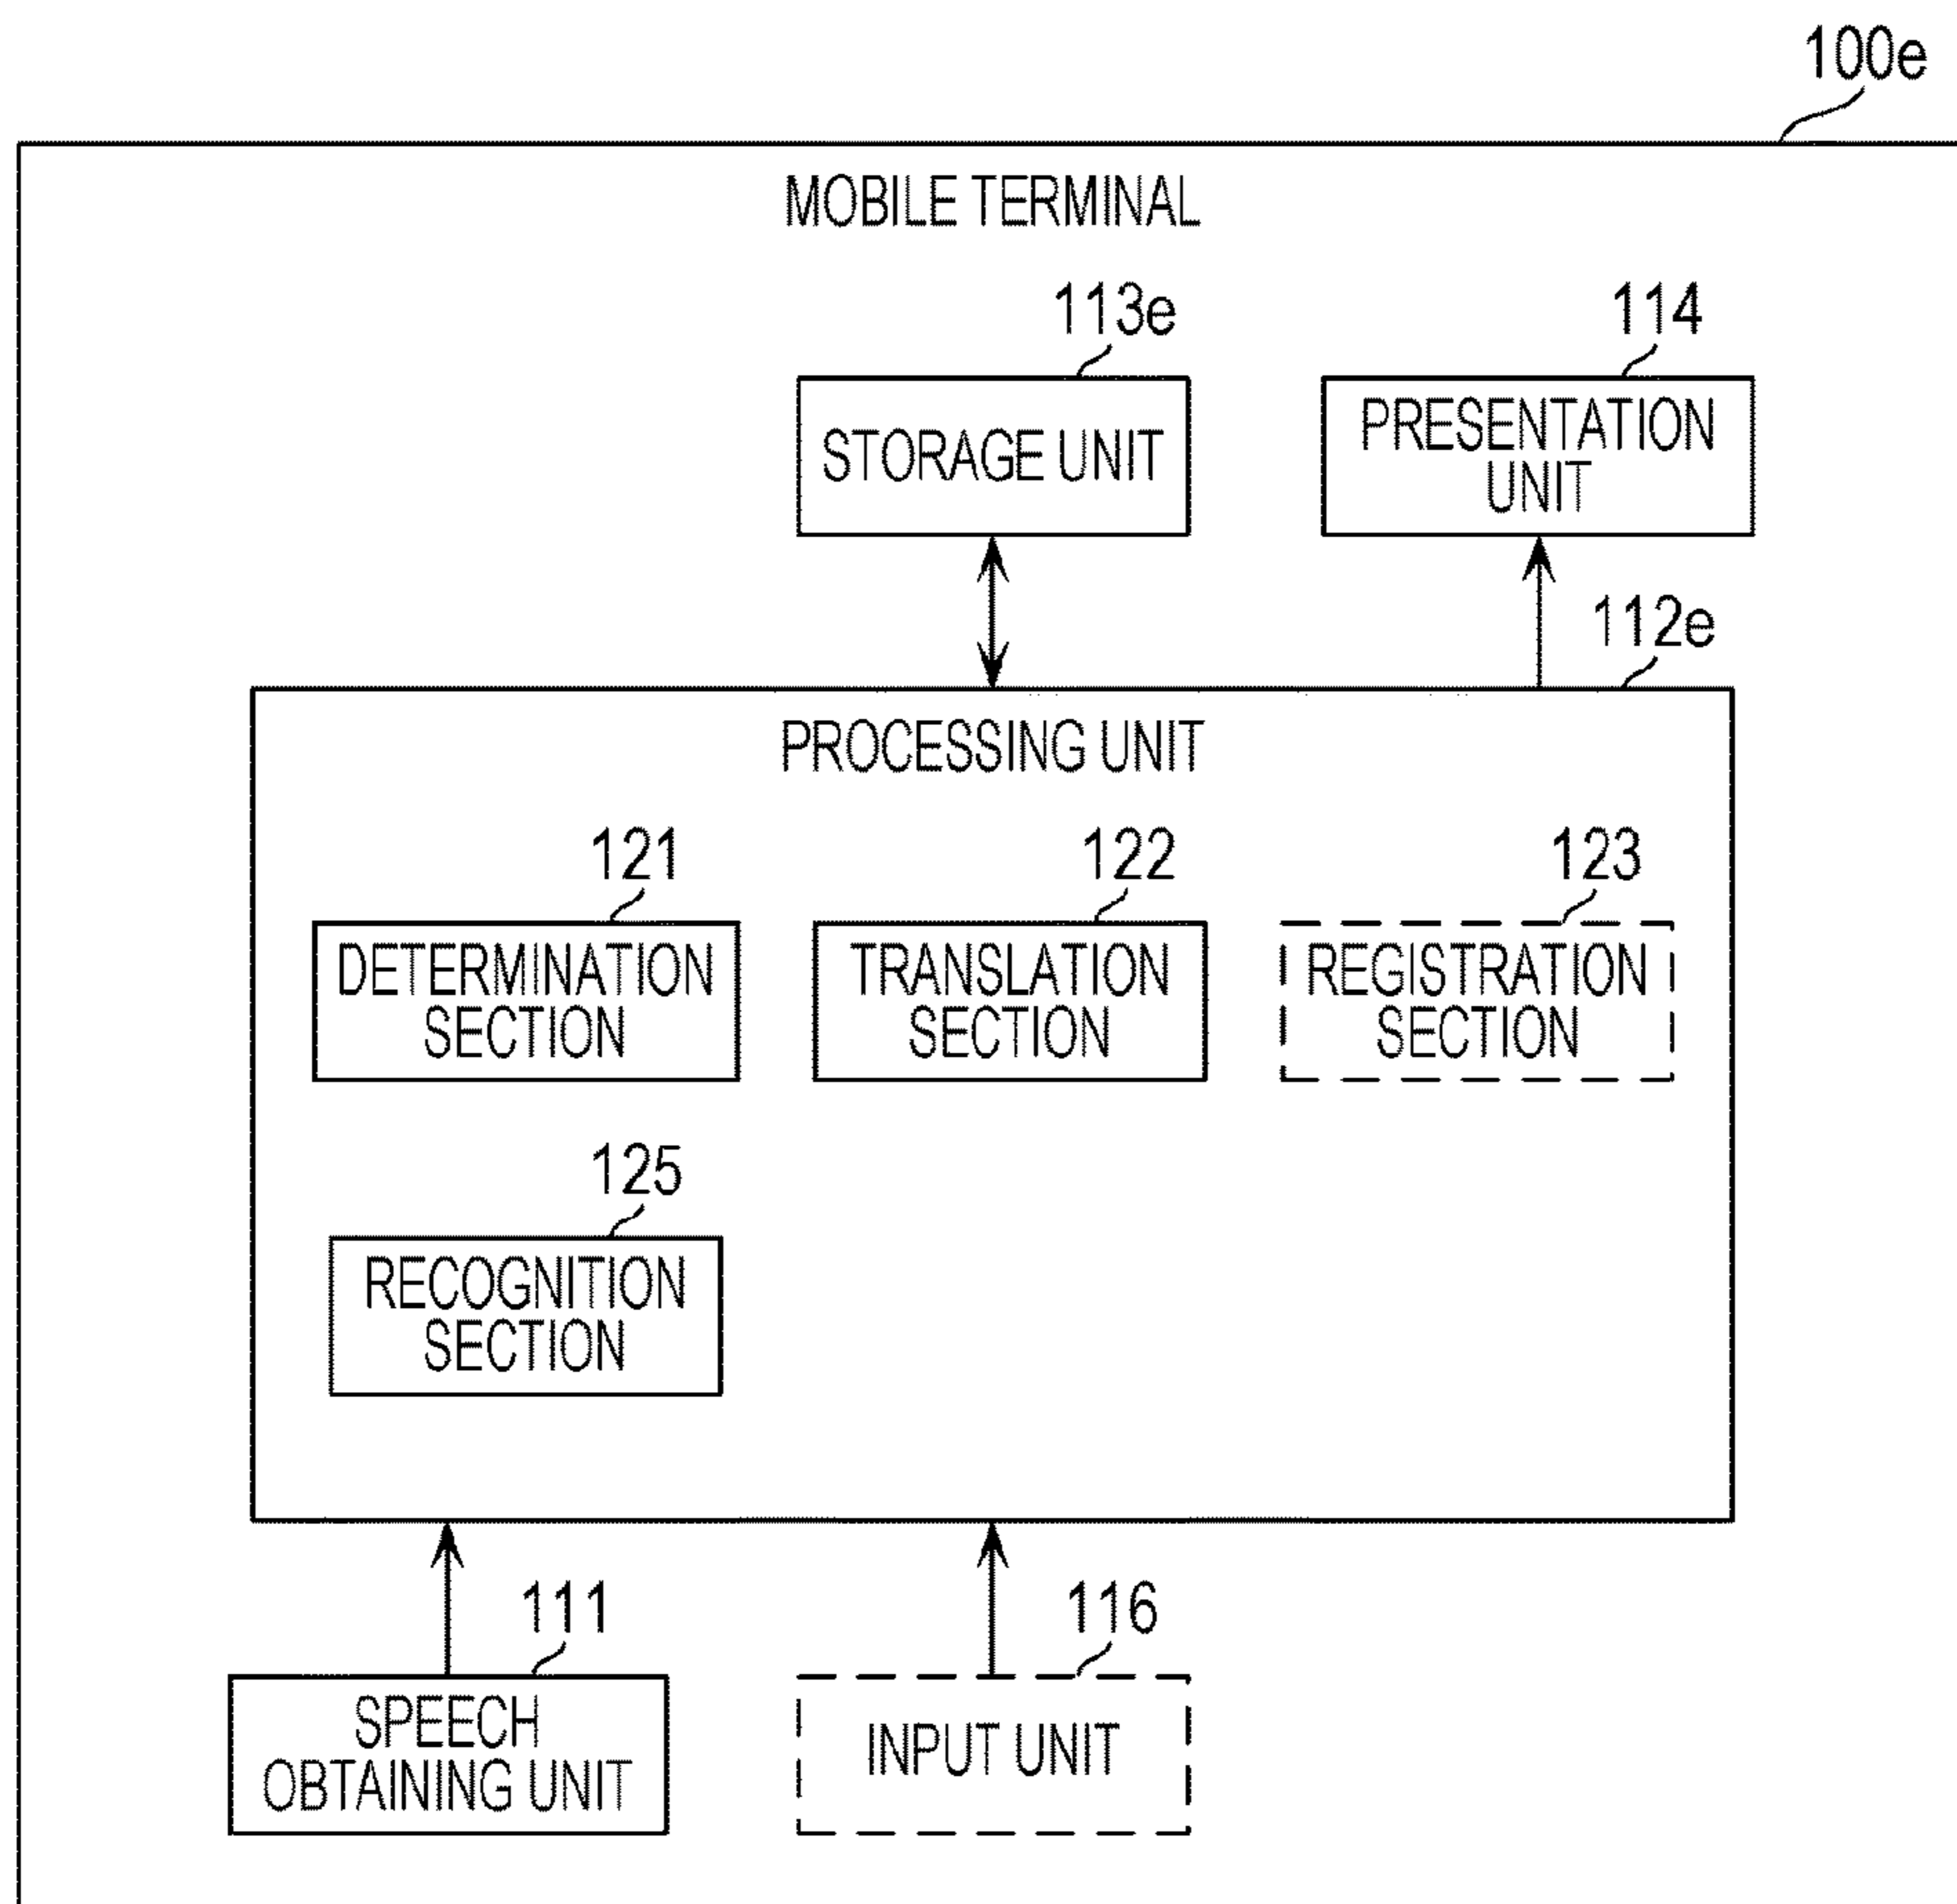 100e
MOBILE TERMINAL
113e
114
STORAGE UNIT
PRESENTATION
UNIT
112e
PROCESSING UNIT
121
122
123
DETERMINATION
SECTION
TRANSLATION
SECTION
REGISTRATION
SECTION
125
RECOGNITION
SECTION
111
116
SPEECH
OBTAINING UNIT
INPUT UNIT